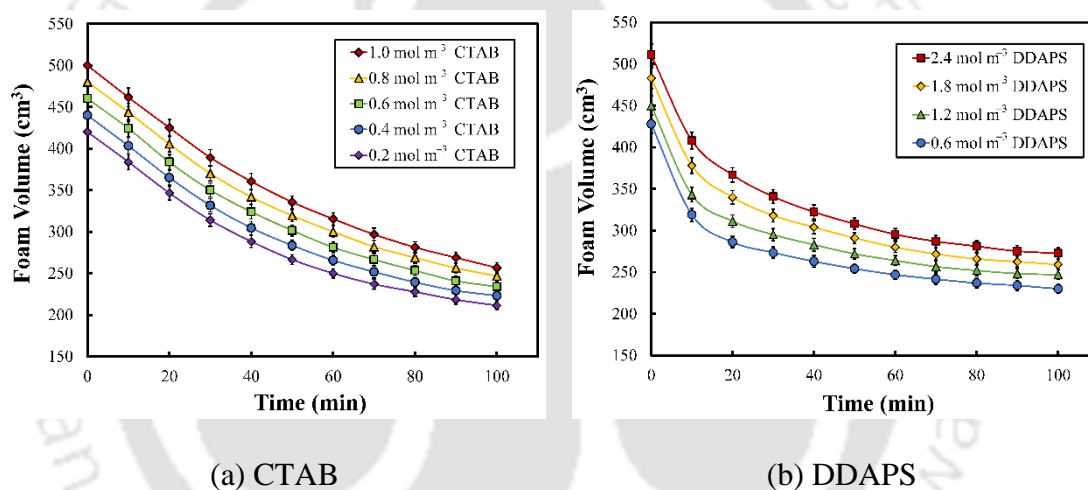 550
500
450
400
350
300
250
200
150
0
20
40
60
80
100
Foam Volume (cm³)
Time (min)
1.0 mol m⁻³ CTAB
0.8 mol m⁻³ CTAB
0.6 mol m⁻³ CTAB
0.4 mol m⁻³ CTAB
0.2 mol m⁻³ CTAB
(a) CTAB
550
500
450
400
350
300
250
200
150
0
20
40
60
80
100
Foam Volume (cm³)
Time (min)
2.4 mol m⁻³ DDAPS
1.8 mol m⁻³ DDAPS
1.2 mol m⁻³ DDAPS
0.6 mol m⁻³ DDAPS
(b) DDAPS